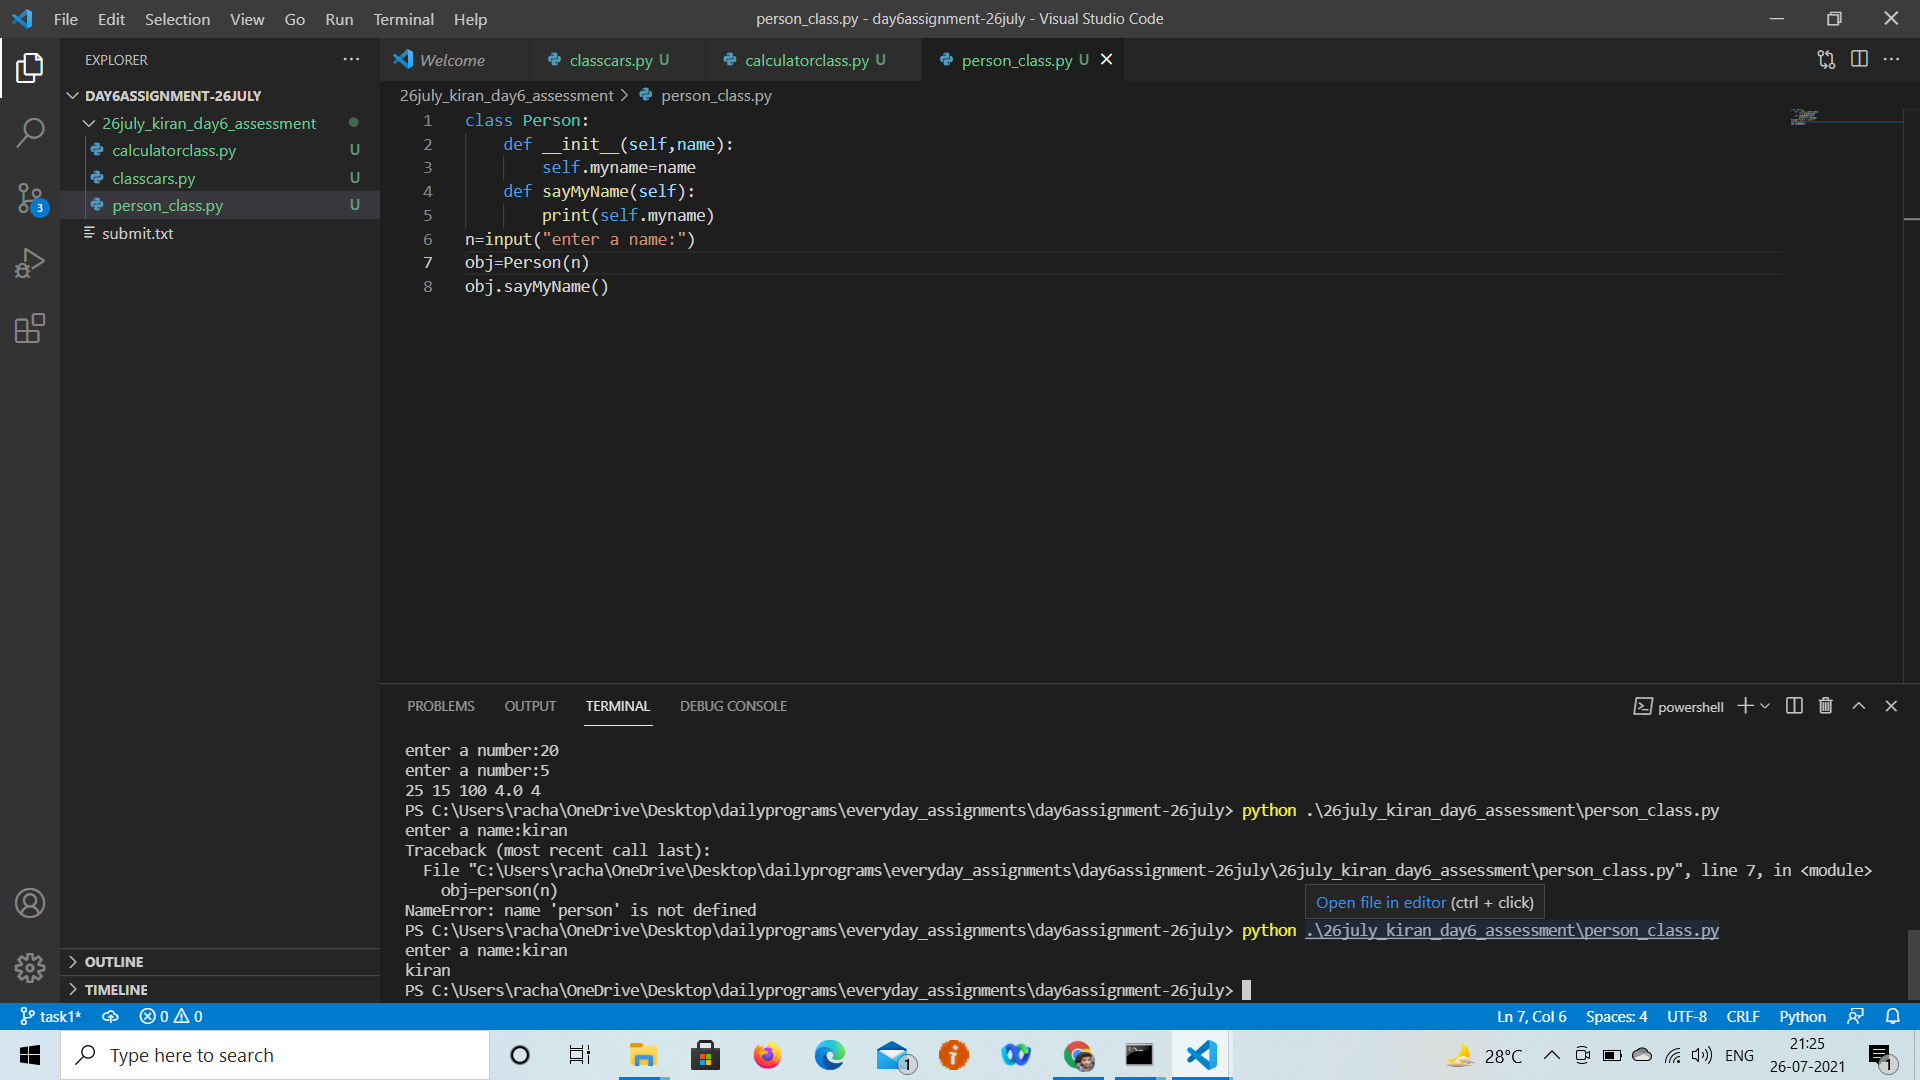 File Edit Selection View Go Run Terminal Help person_class.py - day6assignment-26july - Visual Studio Code
EXPLORER
Welcome classcars.py U calculatorclass.py U person_class.py U
DAY6ASSIGNMENT-26JULY
26july_kiran_day6_assessment
calculatorclass.py U
classcars.py U
person_class.py U
submit.txt
3
OUTLINE
TIMELINE
26july_kiran_day6_assessment > person_class.py
1 class Person:
2 def __init__(self,name):
3 self.myname=name
4 def sayMyName(self):
5 print(self.myname)
6 n=input("enter a name:")
7 obj=Person(n)
8 obj.sayMyName()
PROBLEMS OUTPUT TERMINAL DEBUG CONSOLE powershell
enter a number:20
enter a number:5
25 15 100 4.0 4
PS C:\Users\racha\OneDrive\Desktop\dailyprograms\everyday_assignments\day6assignment-26july> python .\26july_kiran_day6_assessment\person_class.py
enter a name:kiran
Traceback (most recent call last):
File "C:\Users\racha\OneDrive\Desktop\dailyprograms\everyday_assignments\day6assignment-26july\26july_kiran_day6_assessment\person_class.py", line 7, in <module>
obj=person(n)
NameError: name 'person' is not defined
Open file in editor (ctrl + click)
PS C:\Users\racha\OneDrive\Desktop\dailyprograms\everyday_assignments\day6assignment-26july> python .\26july_kiran_day6_assessment\person_class.py
enter a name:kiran
kiran
PS C:\Users\racha\OneDrive\Desktop\dailyprograms\everyday_assignments\day6assignment-26july>
task1* 0 0 Ln 7, Col 6 Spaces: 4 UTF-8 CRLF Python
Type here to search 1 28°C ENG 21:25
26-07-2021 1